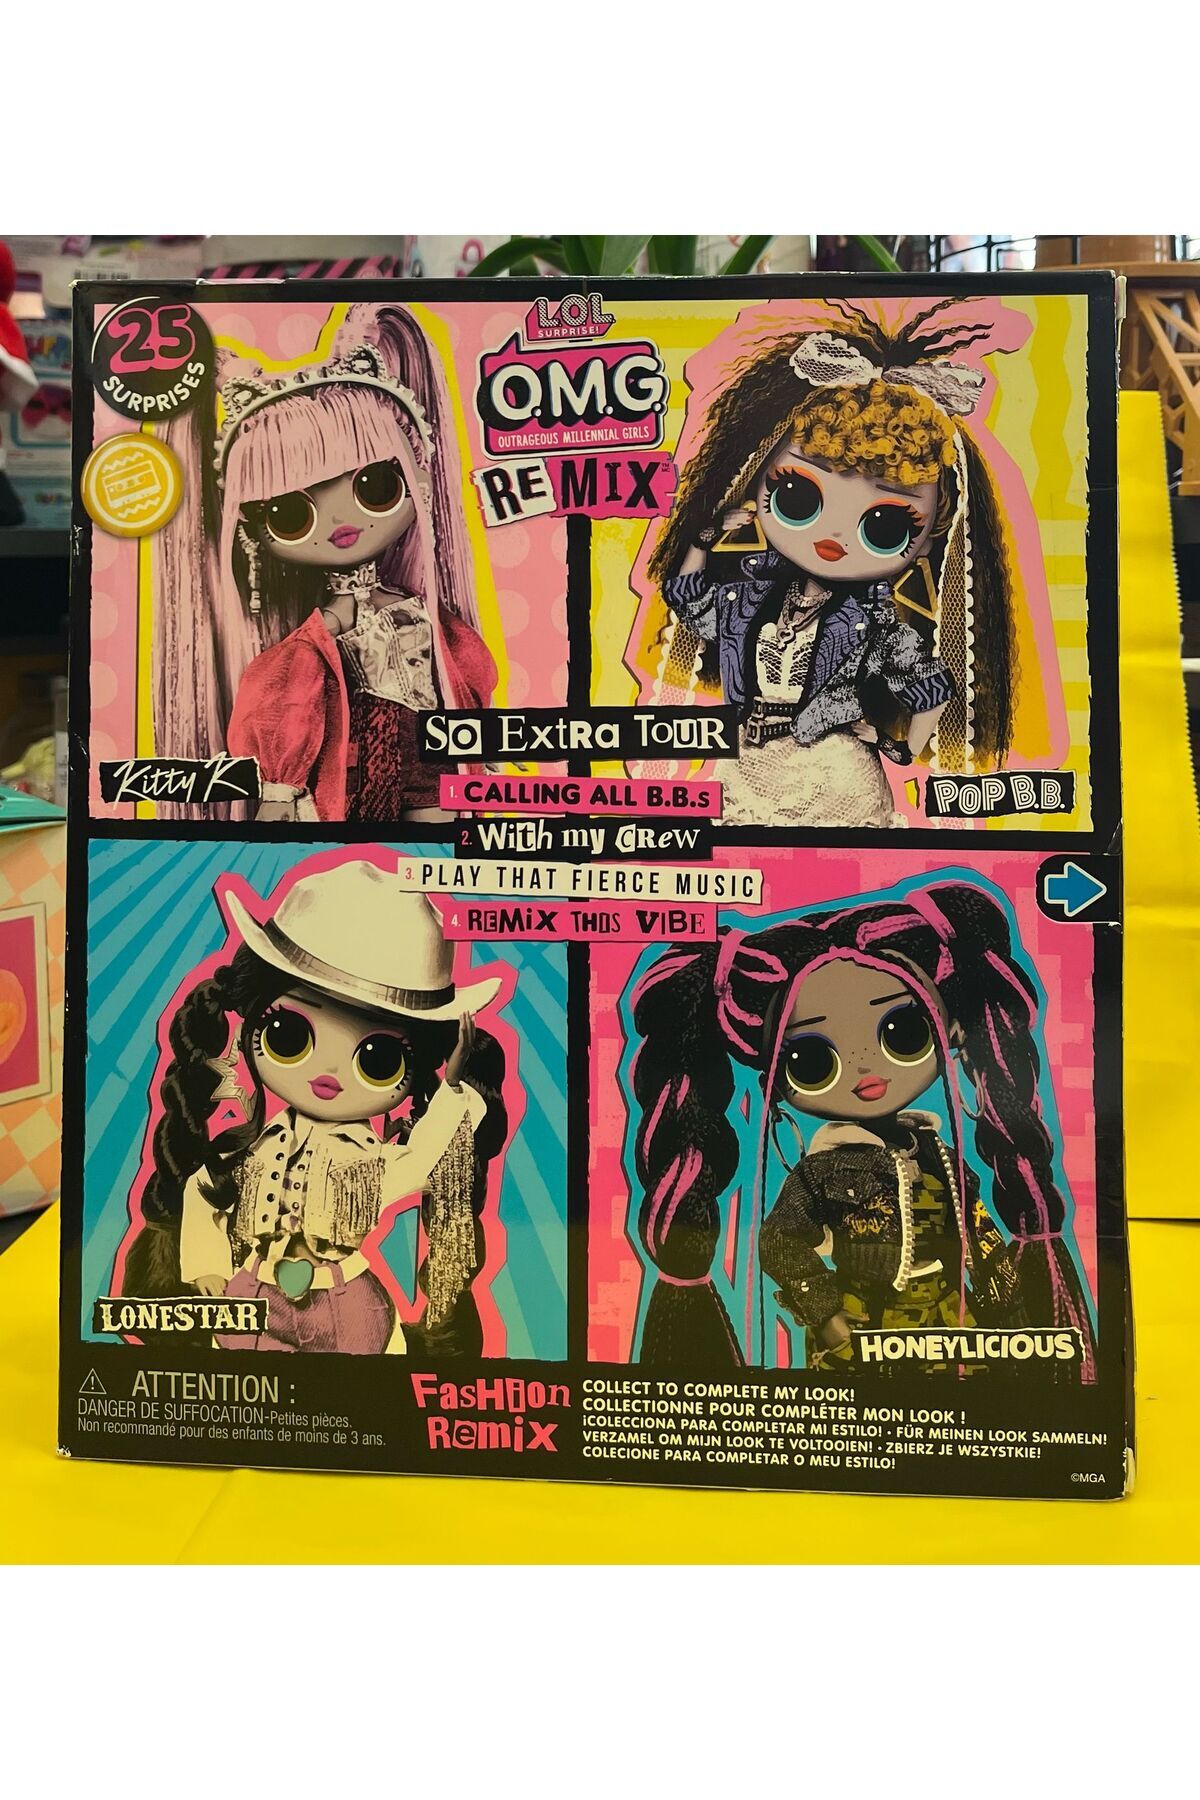 25
SURPRISES
LOL
SURPRISE!
O.M.G.
OUTRAGEOUS MILLENNIAL GIRLS
REMIX
Kitty K
POP B.B.
SO ExtRa ToUR
1. CALLING ALL B.B.s
2. With my CRew
3. PLAY THAT FIERCE MUSIC
4. REMiX THIS VIBE
LONESTAR
HONEYLICIOUS
ATTENTION :
DANGER DE SUFFOCATION-Petites pièces.
Non recommandé pour des enfants de moins de 3 ans.
FasHion
Remix
COLLECT TO COMPLETE MY LOOK!
COLLECTIONNE POUR COMPLÉTER MON LOOK !
¡COLECCIONA PARA COMPLETAR MI ESTILO! · FÜR MEINEN LOOK SAMMELN!
VERZAMEL OM MIJN LOOK TE VOLTOOIEN! · ZBIERZ JE WSZYSTKIE!
COLECIONE PARA COMPLETAR O MEU ESTILO!
©MGA